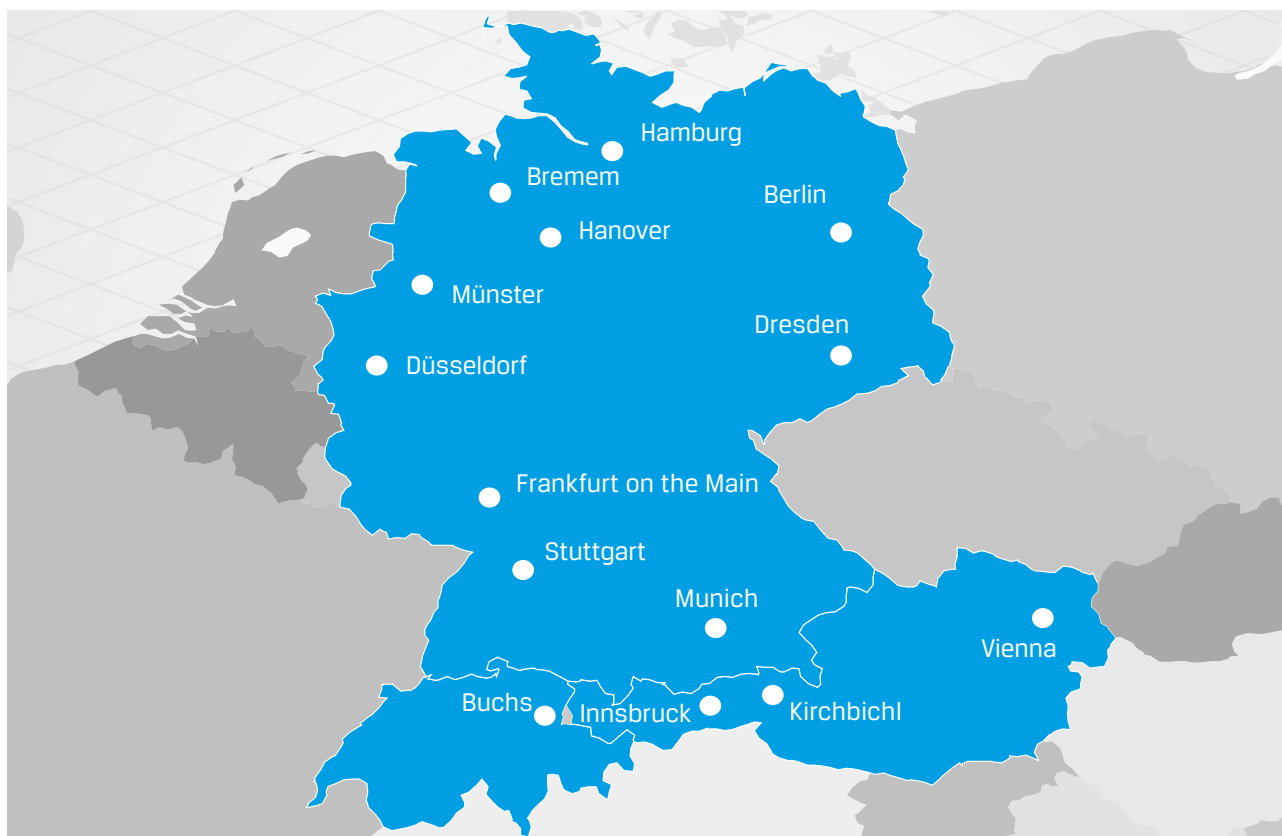 Hamburg
Bremem
Berlin
Hanover
Münster
Dresden
Düsseldorf
Frankfurt on the Main
Stuttgart
Munich
Vienna
Buchs
Innsbruck
Kirchbichl